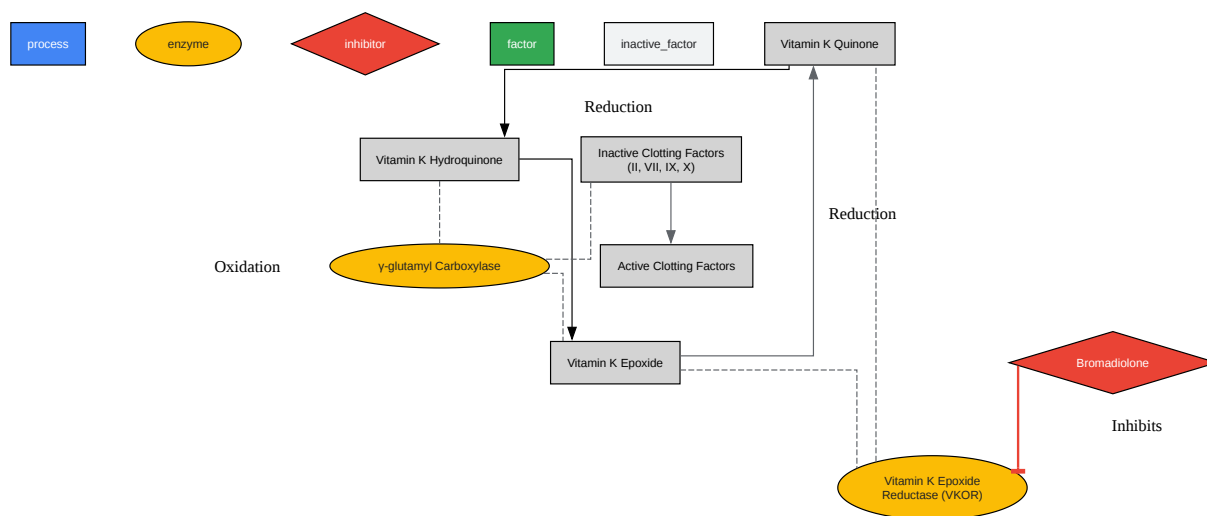 process
enzyme
inhibitor
factor
inactive_factor
Vitamin K Quinone
Reduction
Vitamin K Hydroquinone
Inactive Clotting Factors
(II, VII, IX, X)
Reduction
Oxidation
γ-glutamyl Carboxylase
Active Clotting Factors
Vitamin K Epoxide
Bromadiolone
Inhibits
Vitamin K Epoxide
Reductase (VKOR)